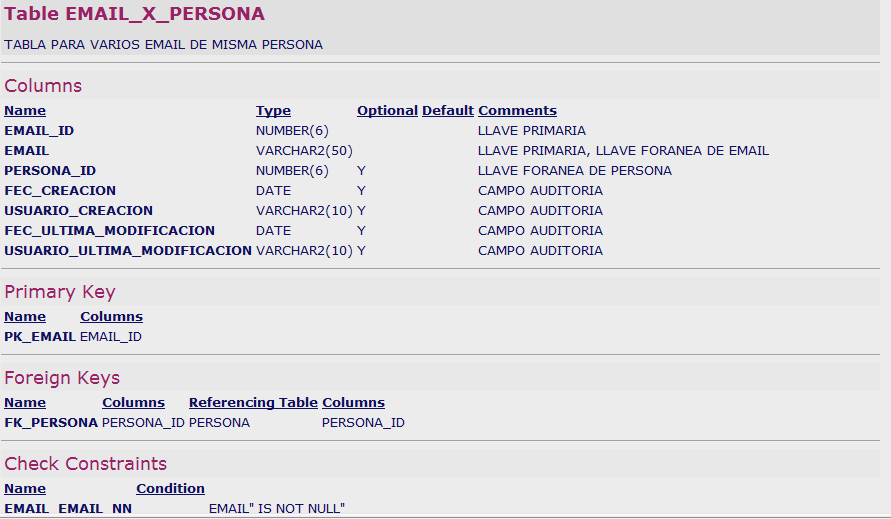 Table EMAIL_X_PERSONA
TABLA PARA VARIOS EMAIL DE MISMA PERSONA
Columns
Name Type Optional Default Comments
EMAIL_ID NUMBER(6) LLAVE PRIMARIA
EMAIL VARCHAR2(50) LLAVE PRIMARIA, LLAVE FORANEA DE EMAIL
PERSONA_ID NUMBER(6) Y LLAVE FORANEA DE PERSONA
FEC_CREACION DATE Y CAMPO AUDITORIA
USUARIO_CREACION VARCHAR2(10) Y CAMPO AUDITORIA
FEC_ULTIMA_MODIFICACION DATE Y CAMPO AUDITORIA
USUARIO_ULTIMA_MODIFICACION VARCHAR2(10) Y CAMPO AUDITORIA
Primary Key
Name Columns
PK_EMAIL EMAIL_ID
Foreign Keys
Name Columns Referencing Table Columns
FK_PERSONA PERSONA_ID PERSONA PERSONA_ID
Check Constraints
Name Condition
EMAIL_EMAIL_NN EMAIL" IS NOT NULL"